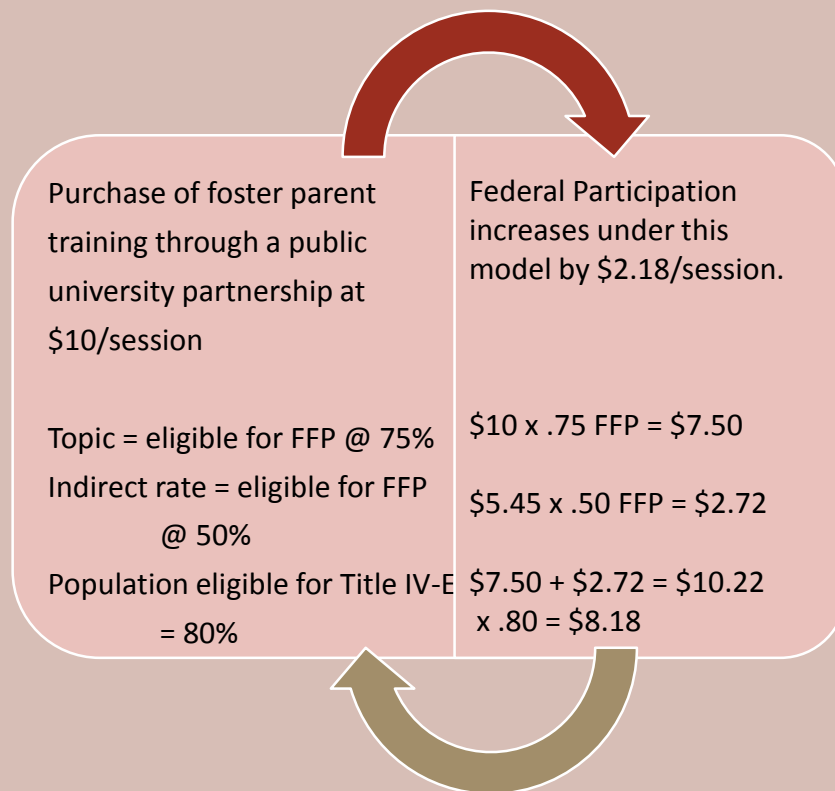 Purchase of foster parent
training through a public
university partnership at
$10/session
Topic = eligible for FFP @ 75%
Indirect rate = eligible for FFP
@ 50%
Population eligible for Title IV-E
= 80%
Federal Participation
increases under this
model by $2.18/session.
$10 x .75 FFP = $7.50
$5.45 x .50 FFP = $2.72
$7.50 + $2.72 = $10.22
x .80 = $8.18